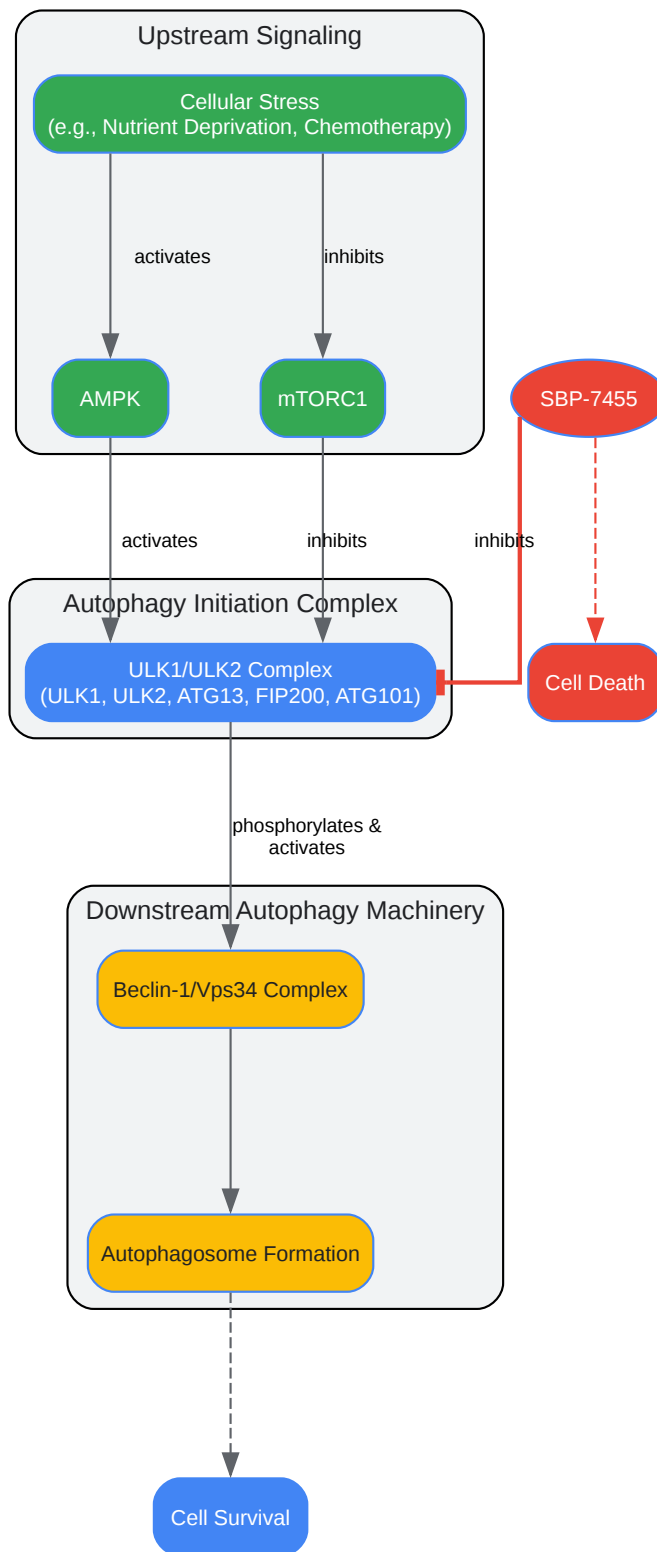 Upstream Signaling
Cellular Stress
(e.g., Nutrient Deprivation, Chemotherapy)
activates
inhibits
AMPK
mTORC1
SBP-7455
activates
inhibits
inhibits
Autophagy Initiation Complex
ULK1/ULK2 Complex
(ULK1, ULK2, ATG13, FIP200, ATG101)
Cell Death
phosphorylates &
activates
Downstream Autophagy Machinery
Beclin-1/Vps34 Complex
Autophagosome Formation
Cell Survival